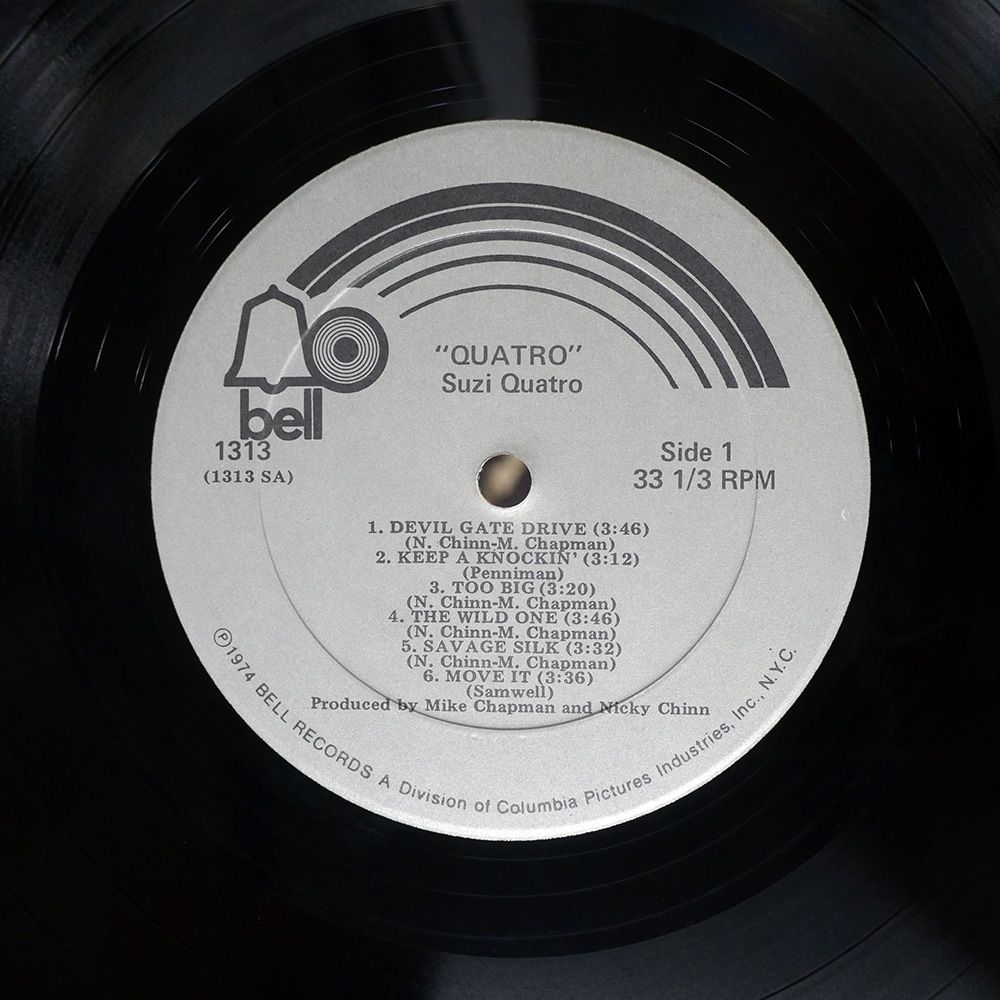 "QUATRO"
Suzi Quatro
bell
1313
(1313 SA)
Side 1
33 1/3 RPM
1. DEVIL GATE DRIVE (3:46)
(N. Chinn-M. Chapman)
2. KEEP A KNOCKIN' (3:12)
(Penniman)
3. TOO BIG (3:20)
(N. Chinn-M. Chapman)
4. THE WILD ONE (3:46)
(N. Chinn-M. Chapman)
5. SAVAGE SILK (3:32)
(N. Chinn-M. Chapman)
6. MOVE IT (3:36)
(Samwell)
Produced by Mike Chapman and Nicky Chinn
℗1974 BELL RECORDS A Division of Columbia Pictures Industries, Inc., N.Y.C.